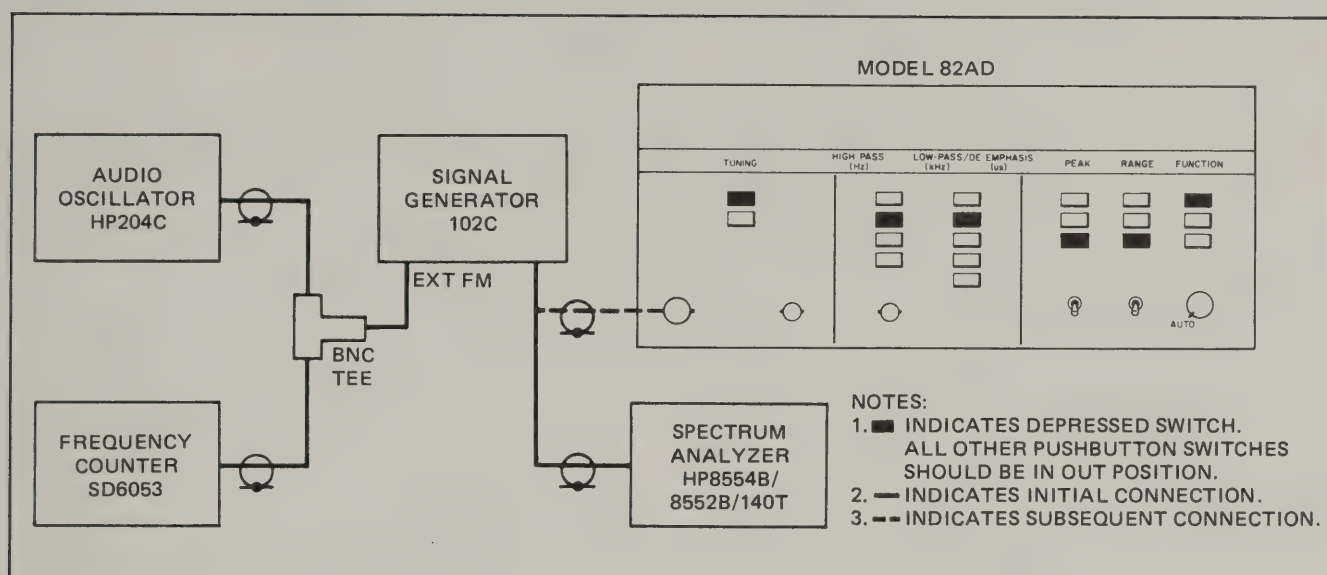 MODEL 82AD
TUNING
HIGH PASS
(Hz)
LOW-PASS/DE EMPHASIS
(kHz) (us)
PEAK
RANGE
FUNCTION
AUTO
AUDIO
OSCILLATOR
HP204C
SIGNAL
GENERATOR
102C
EXT FM
BNC
TEE
FREQUENCY
COUNTER
SD6053
SPECTRUM
ANALYZER
HP8554B/
8552B/140T
NOTES:
1. INDICATES DEPRESSED SWITCH.
ALL OTHER PUSHBUTTON SWITCHES
SHOULD BE IN OUT POSITION.
2. INDICATES INITIAL CONNECTION.
3. INDICATES SUBSEQUENT CONNECTION.